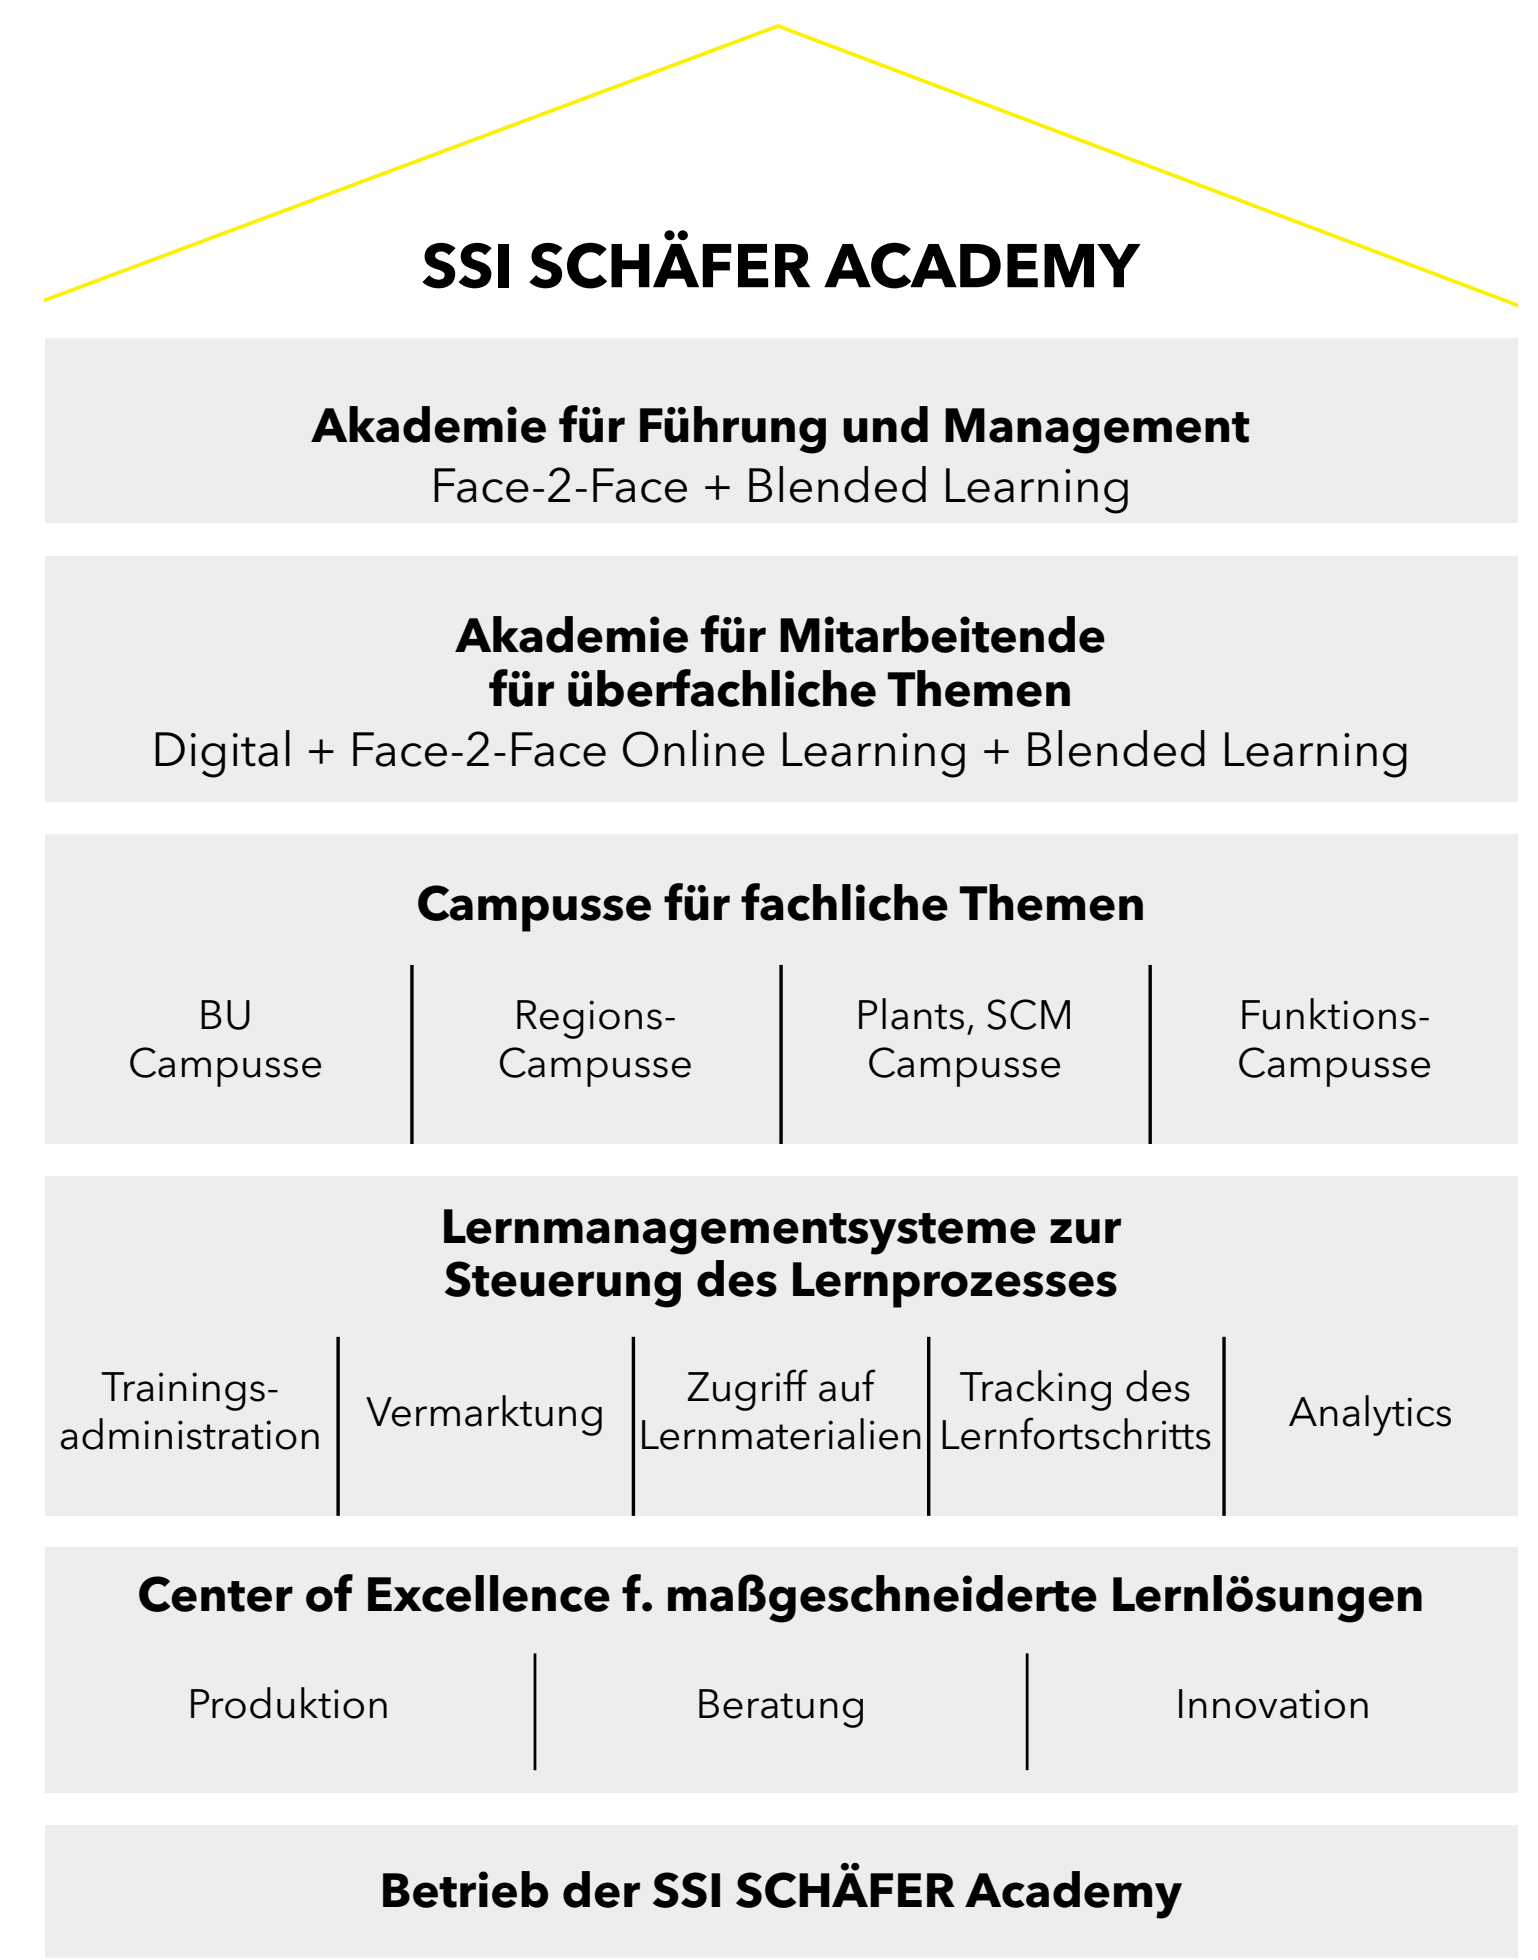 SSI SCHÄFER ACADEMY
Akademie für Führung und Management
Face-2-Face + Blended Learning
Akademie für Mitarbeitende
für überfachliche Themen
Digital + Face-2-Face Online Learning + Blended Learning
Campusse für fachliche Themen
BU
Campusse
Regions-
Campusse
Plants, SCM
Campusse
Funktions-
Campusse
Lernmanagementsysteme zur
Steuerung des Lernprozesses
Trainings-
administration
Vermarktung
Zugriff auf
Lernmaterialien
Tracking des
Lernfortschritts
Analytics
Center of Excellence f. maßgeschneiderte Lernlösungen
Produktion
Beratung
Innovation
Betrieb der SSI SCHÄFER Academy